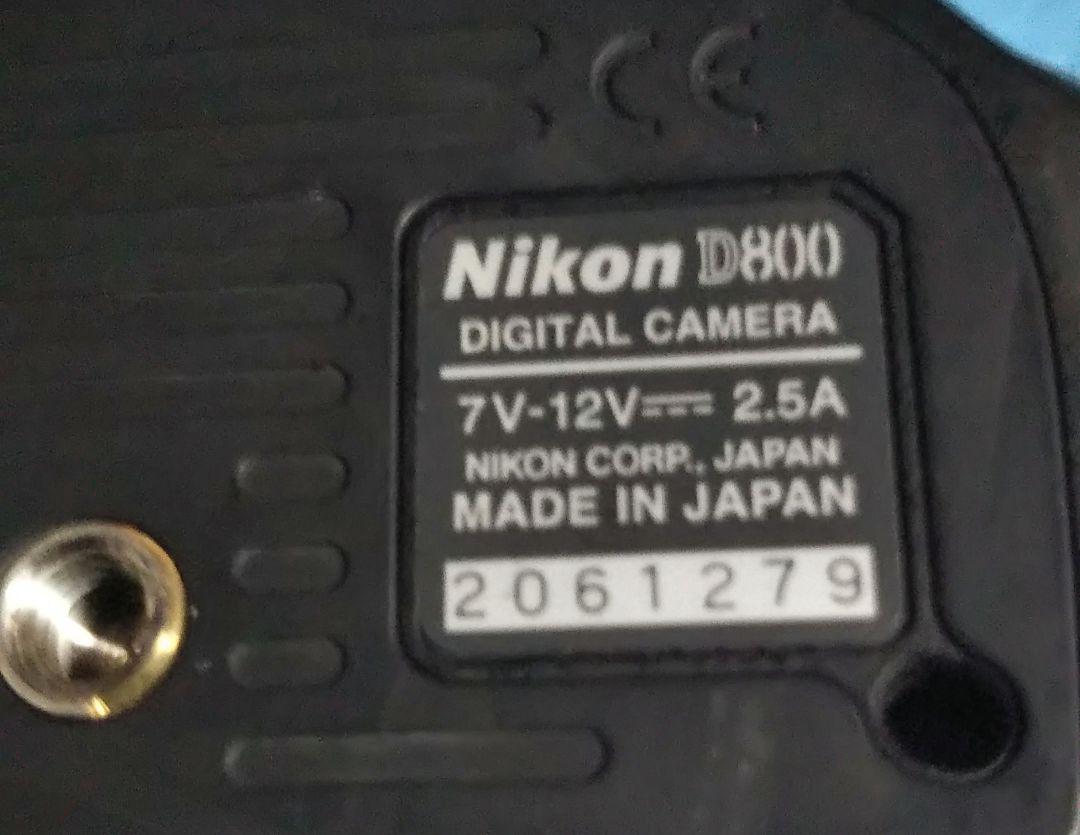 CE
Nikon D800
DIGITAL CAMERA
7V-12V⎓ 2.5A
NIKON CORP., JAPAN
MADE IN JAPAN
2061279